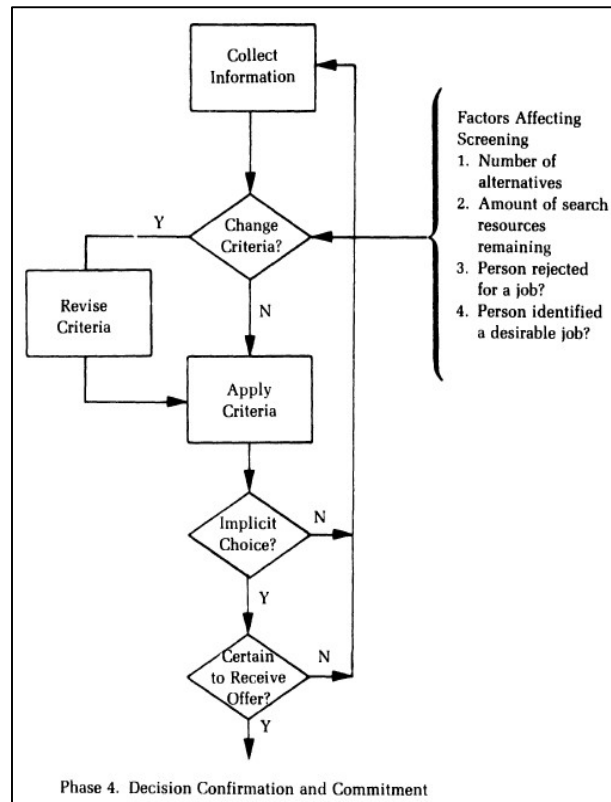 Collect
Information
Factors Affecting
Screening
1. Number of
alternatives
2. Amount of search
resources
remaining
3. Person rejected
for a job?
4. Person identified
a desirable job?
Change
Criteria?
Y
N
Revise
Criteria
Apply
Criteria
Implicit
Choice?
N
Y
Certain
to Receive
Offer?
N
Y
Phase 4. Decision Confirmation and Commitment